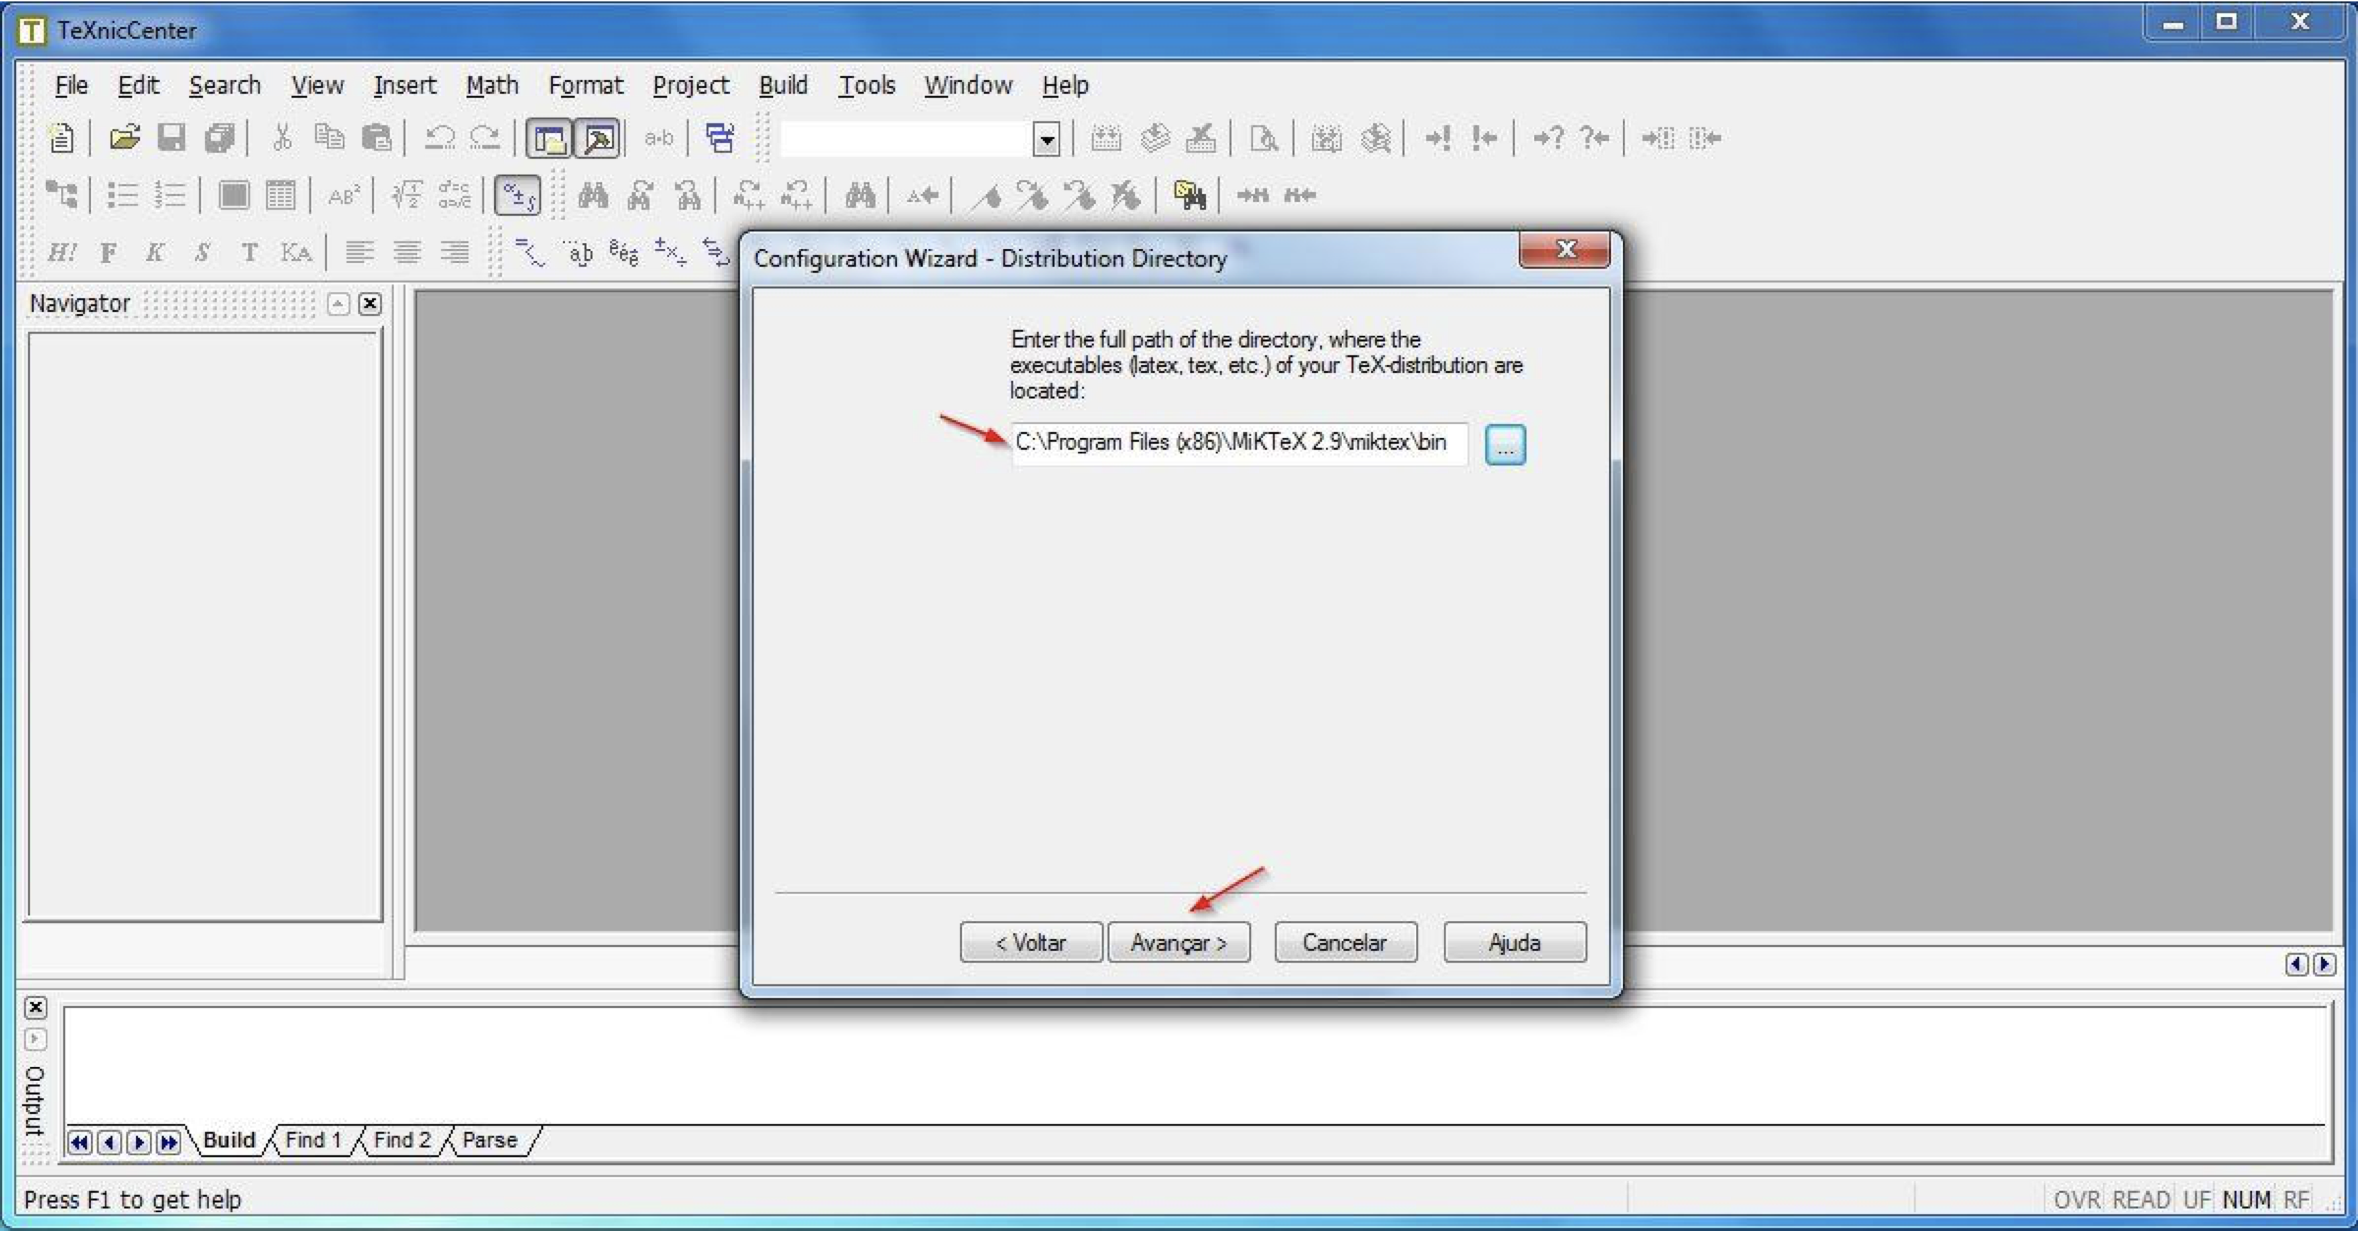 TeXnicCenter
File Edit Search View Insert Math Format Project Build Tools Window Help
a-b
AB²
H! F K S T KA
Navigator
Configuration Wizard - Distribution Directory
Enter the full path of the directory, where the
executables (latex, tex, etc.) of your TeX-distribution are
located:
C:\Program Files (x86)\MiKTeX 2.9\miktex\bin
...
< Voltar Avançar > Cancelar Ajuda
Output
Build Find 1 Find 2 Parse
Press F1 to get help
OVR READ UF NUM RF